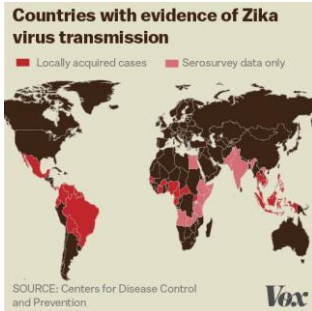 Countries with evidence of Zika
virus transmission
Locally acquired cases
Serosurvey data only
SOURCE: Centers for Disease Control
and Prevention
Vox